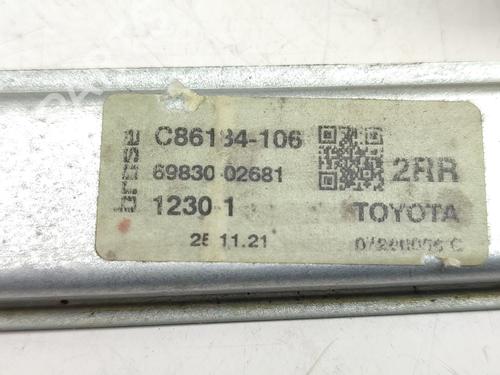 brose
C86134-106
69830-02681
2RR
1230 1
TOYOTA
25.11.21